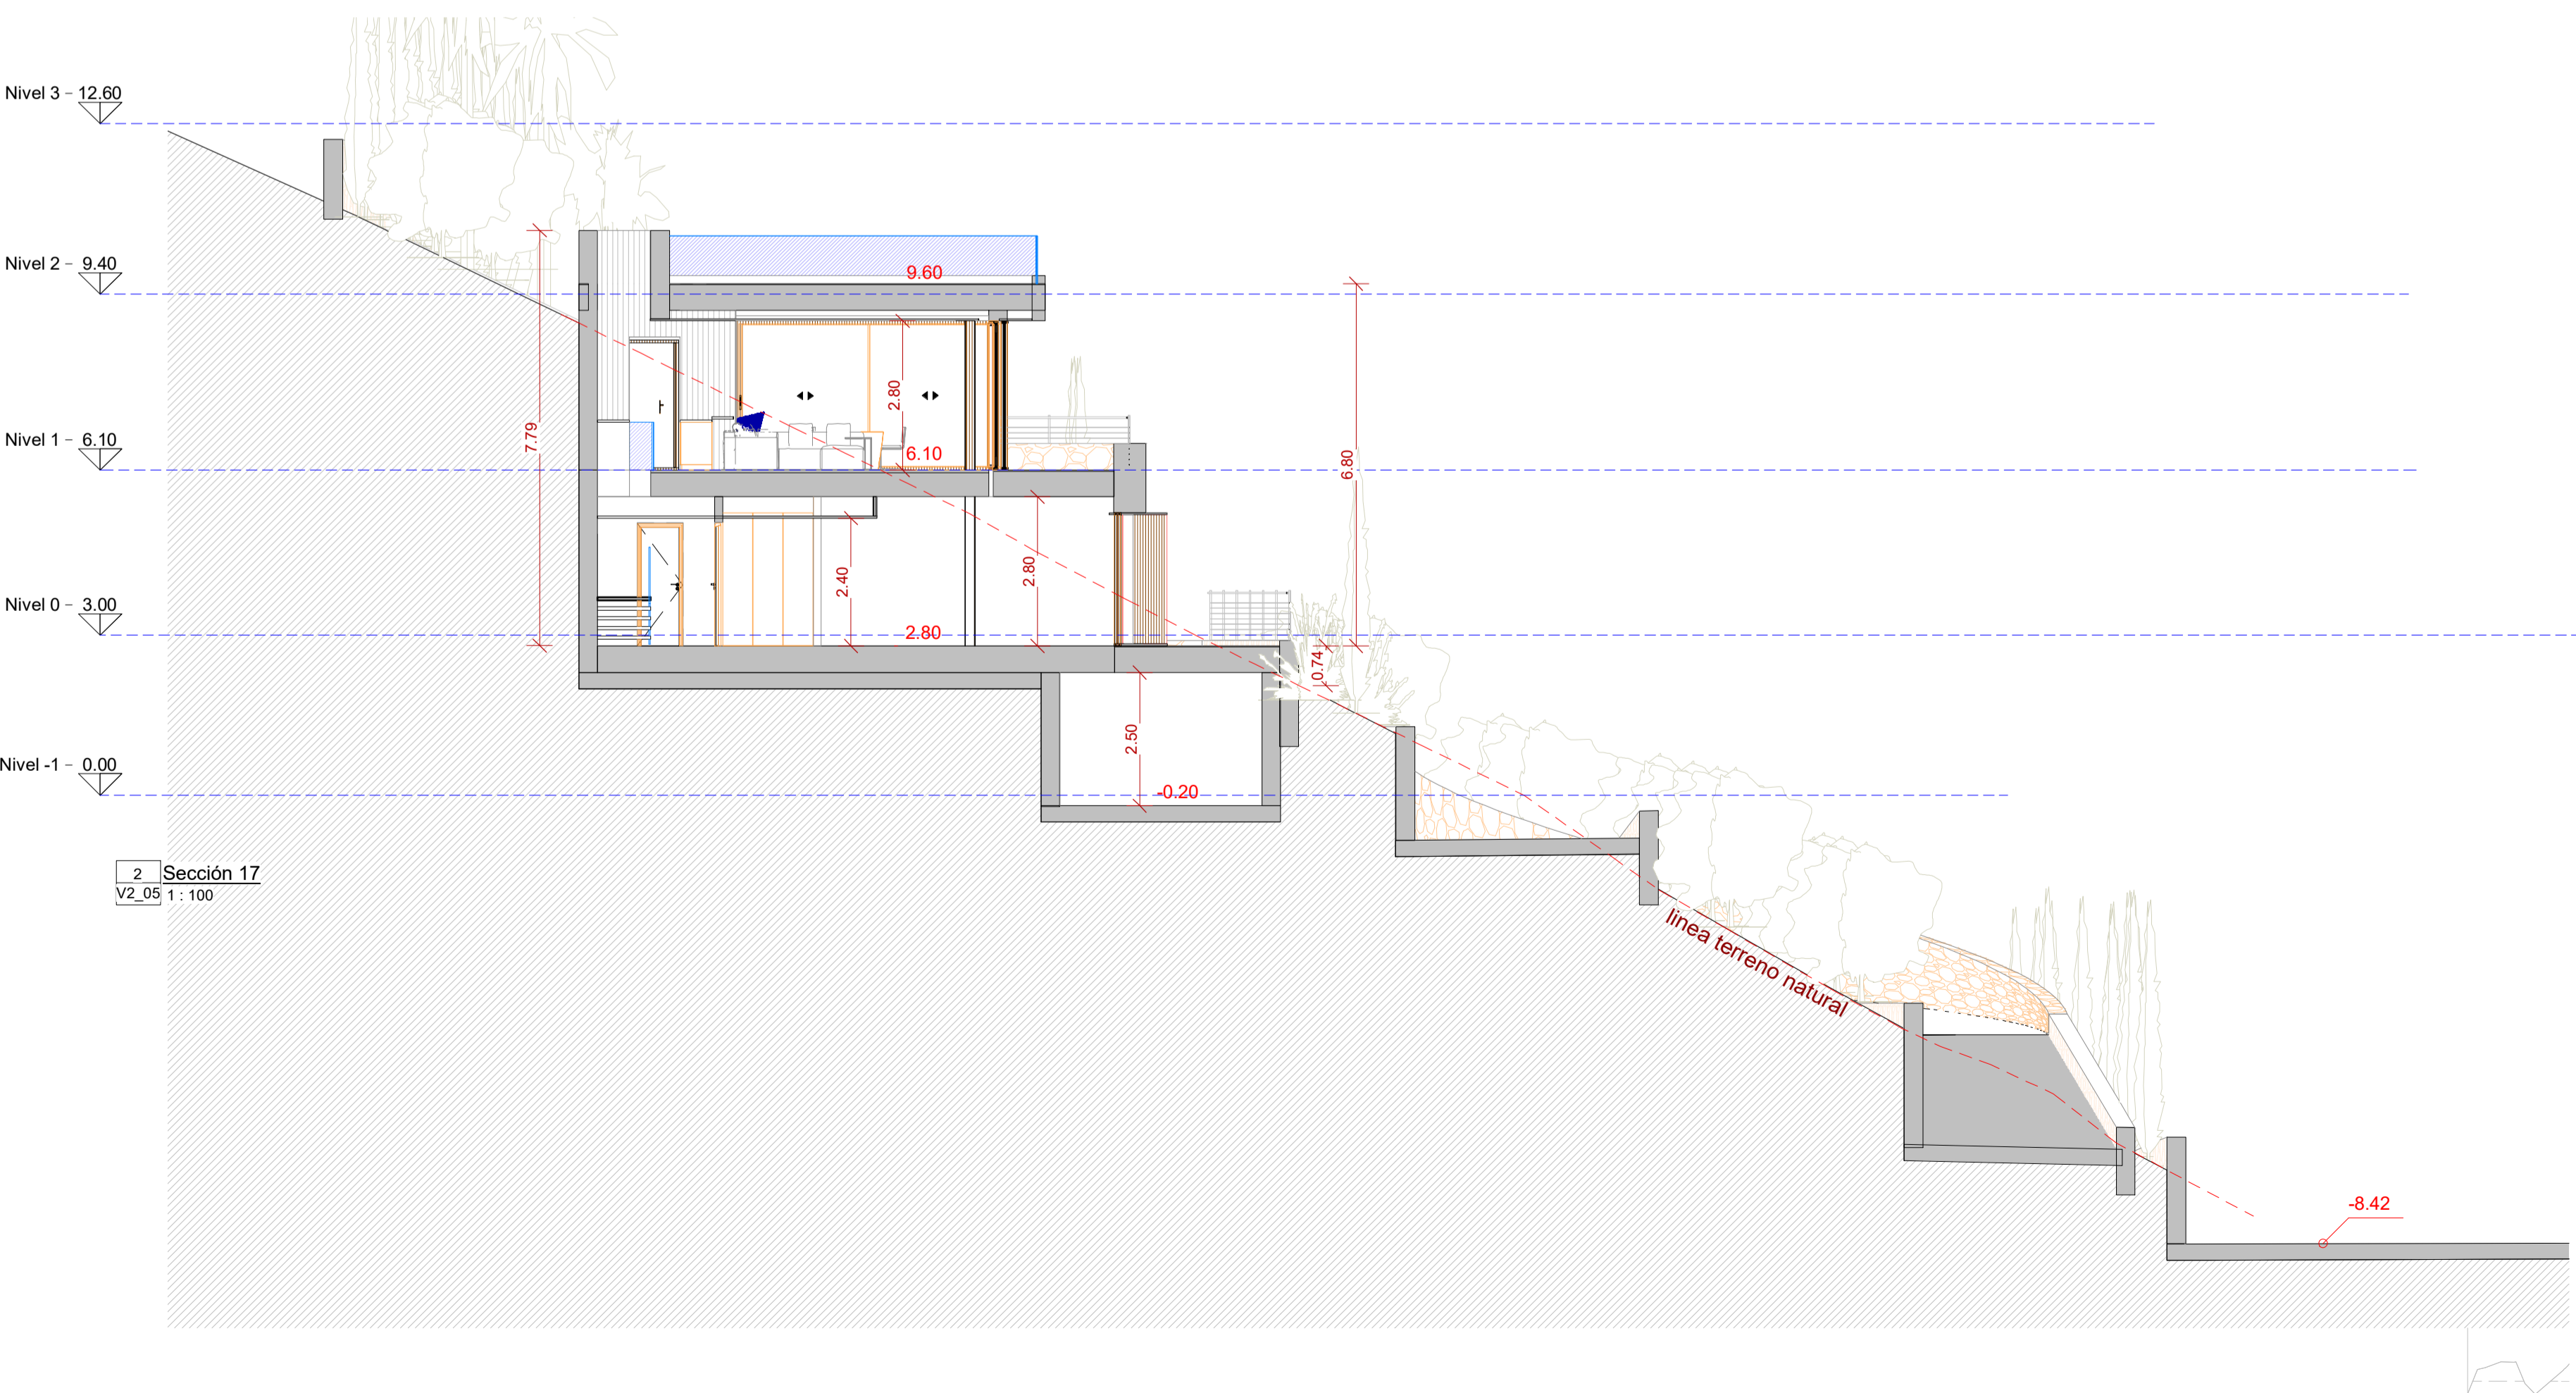 Nivel 3 - 12.60
Nivel 2 - 9.40
9.60
2.80
Nivel 1 - 6.10
7.79
6.10
6.80
2.40
2.80
Nivel 0 - 3.00
2.80
0.74
2.50
Nivel -1 - 0.00
-0.20
2 Sección 17
V2_05 1 : 100
linea terreno natural
-8.42